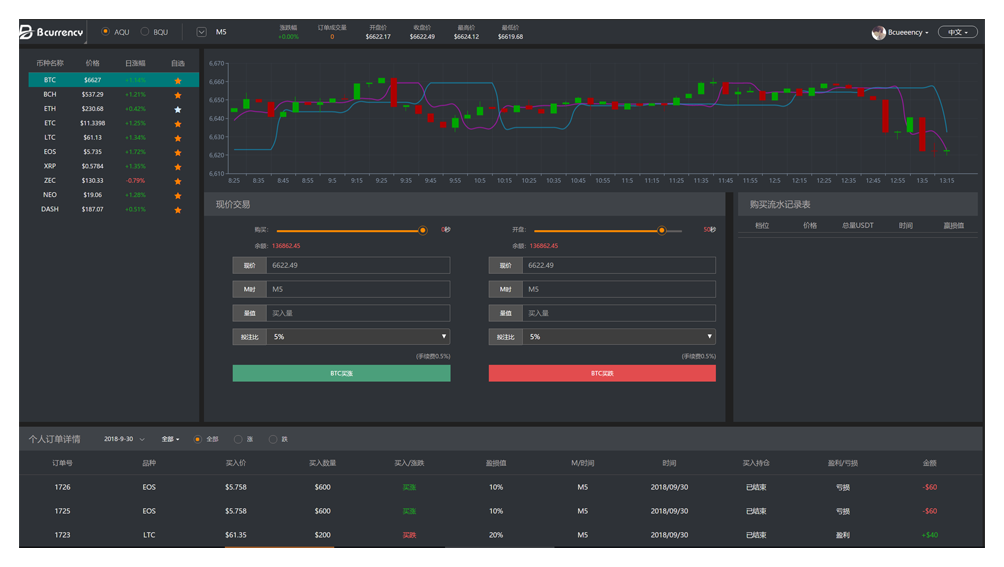 Bcurrency AQU BQU M5 涨跌幅 订单成交量 开盘价 收盘价 最高价 最低价 Bcueeency 中文
+0.00% 0 $6622.17 $6622.49 $6624.12 $6619.68
币种名称 价格 日涨幅 自选
BTC $6627 +1.14%
BCH $537.29 +1.21%
ETH $230.68 +0.42%
ETC $11.3398 +1.25%
LTC $61.13 +1.34%
EOS $5.735 +1.72%
XRP $0.5784 +1.35%
ZEC $130.33 -0.79%
NEO $19.06 +1.28%
DASH $187.07 +0.51%
6,670
6,660
6,650
6,640
6,630
6,620
6,610
8:25 8:35 8:45 8:55 9:5 9:15 9:25 9:35 9:45 9:55 10:5 10:15 10:25 10:35 10:45 10:55 11:5 11:15 11:25 11:35 11:45 11:55 12:5 12:15 12:25 12:35 12:45 12:55 13:5 13:15
现价交易
购买: 0秒
余额: 136862.45
现价 6622.49
M时 M5
量值 买入量
投注比 5%
(手续费0.5%)
BTC买涨
开盘: 50秒
余额: 136862.45
现价 6622.49
M时 M5
量值 买入量
投注比 5%
(手续费0.5%)
BTC买跌
购买流水记录表
档位 价格 总量USDT 时间 赢损值
个人订单详情 2018-9-30 全部 全部 涨 跌
订单号 品种 买入价 买入数量 买入/涨跌 盈损值 M/时间 时间 买入持仓 盈利/亏损 金额
1726 EOS $5.758 $600 买涨 10% M5 2018/09/30 已结束 亏损 -$60
1725 EOS $5.758 $600 买涨 10% M5 2018/09/30 已结束 亏损 -$60
1723 LTC $61.35 $200 买跌 20% M5 2018/09/30 已结束 盈利 +$40